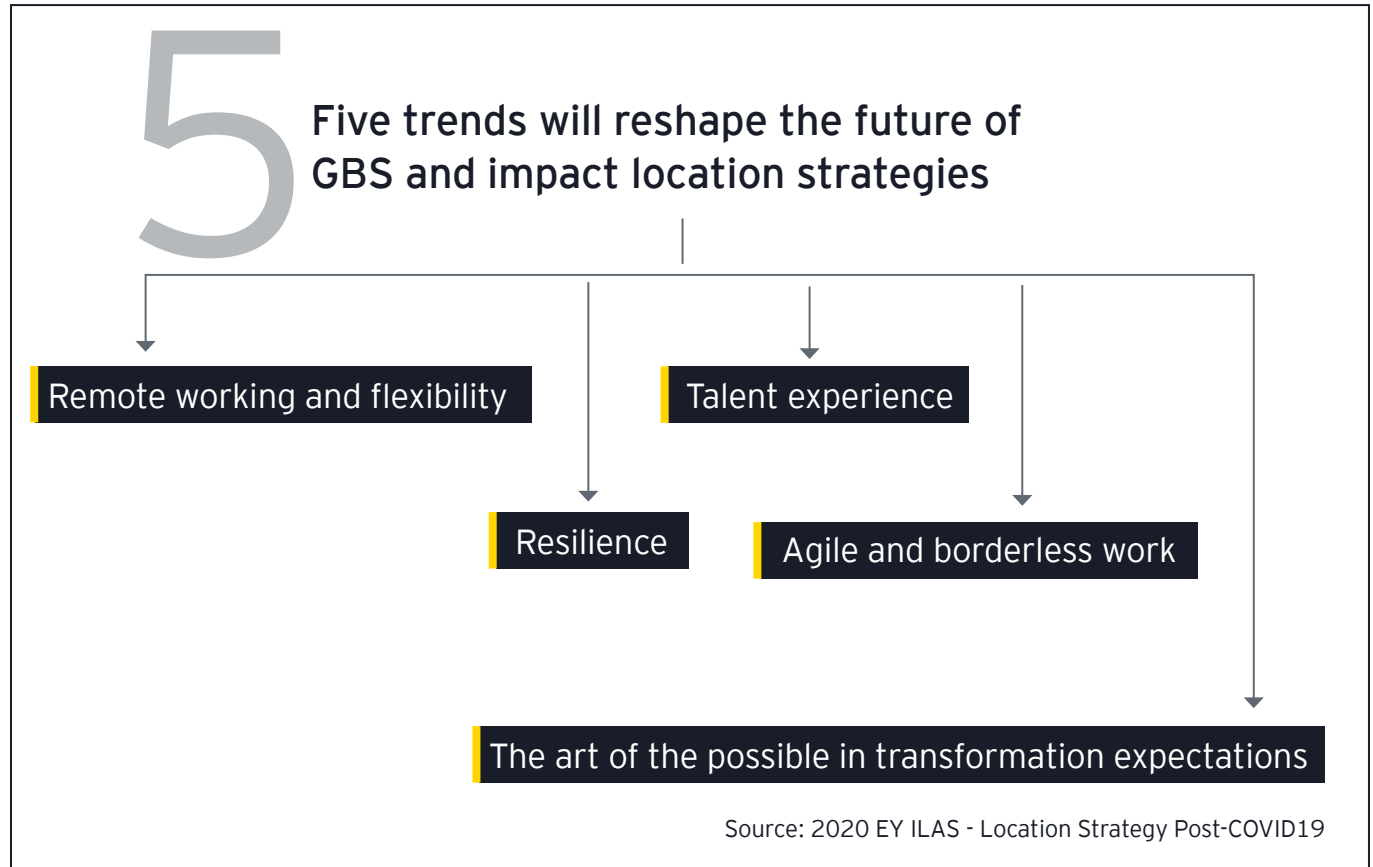 5
Five trends will reshape the future of
GBS and impact location strategies
Remote working and flexibility
Talent experience
Resilience
Agile and borderless work
The art of the possible in transformation expectations
Source: 2020 EY ILAS - Location Strategy Post-COVID19